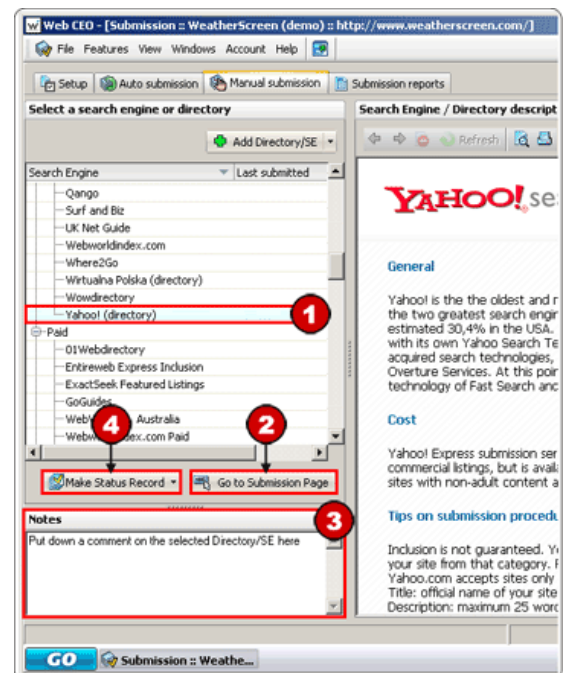 Web CEO - [Submission :: WeatherScreen (demo) :: http://www.weatherscreen.com/]
File Features View Windows Account Help
Setup Auto submission Manual submission Submission reports
Select a search engine or directory
Add Directory/SE
Search Engine Last submitted
Qango
Surf and Biz
UK Net Guide
Webworldindex.com
Where2Go
Wirtualna Polska (directory)
Wowdirectory
Yahoo! (directory)
1
Paid
01Webdirectory
Entireweb Express Inclusion
ExactSeek Featured Listings
GoGuides
Australia
Paid
4
2
Make Status Record
Go to Submission Page
Notes
3
Put down a comment on the selected Directory/SE here
Search Engine / Directory descript
Refresh
YAHOO! se
General
Yahoo! is the the oldest and r
the two greatest search engir
estimated 30,4% in the USA.
with its own Yahoo Search Te
acquired search technologies,
Overture Services. At this poir
technology of Fast Search anc
Cost
Yahoo! Express submission ser
commercial listings, but is avail
sites with non-adult content a
Tips on submission procedu
Inclusion is not guaranteed. Y
your site from that category. F
Yahoo.com accepts sites only
Title: official name of your site
Description: maximum 25 word
GO Submission :: Weathe...